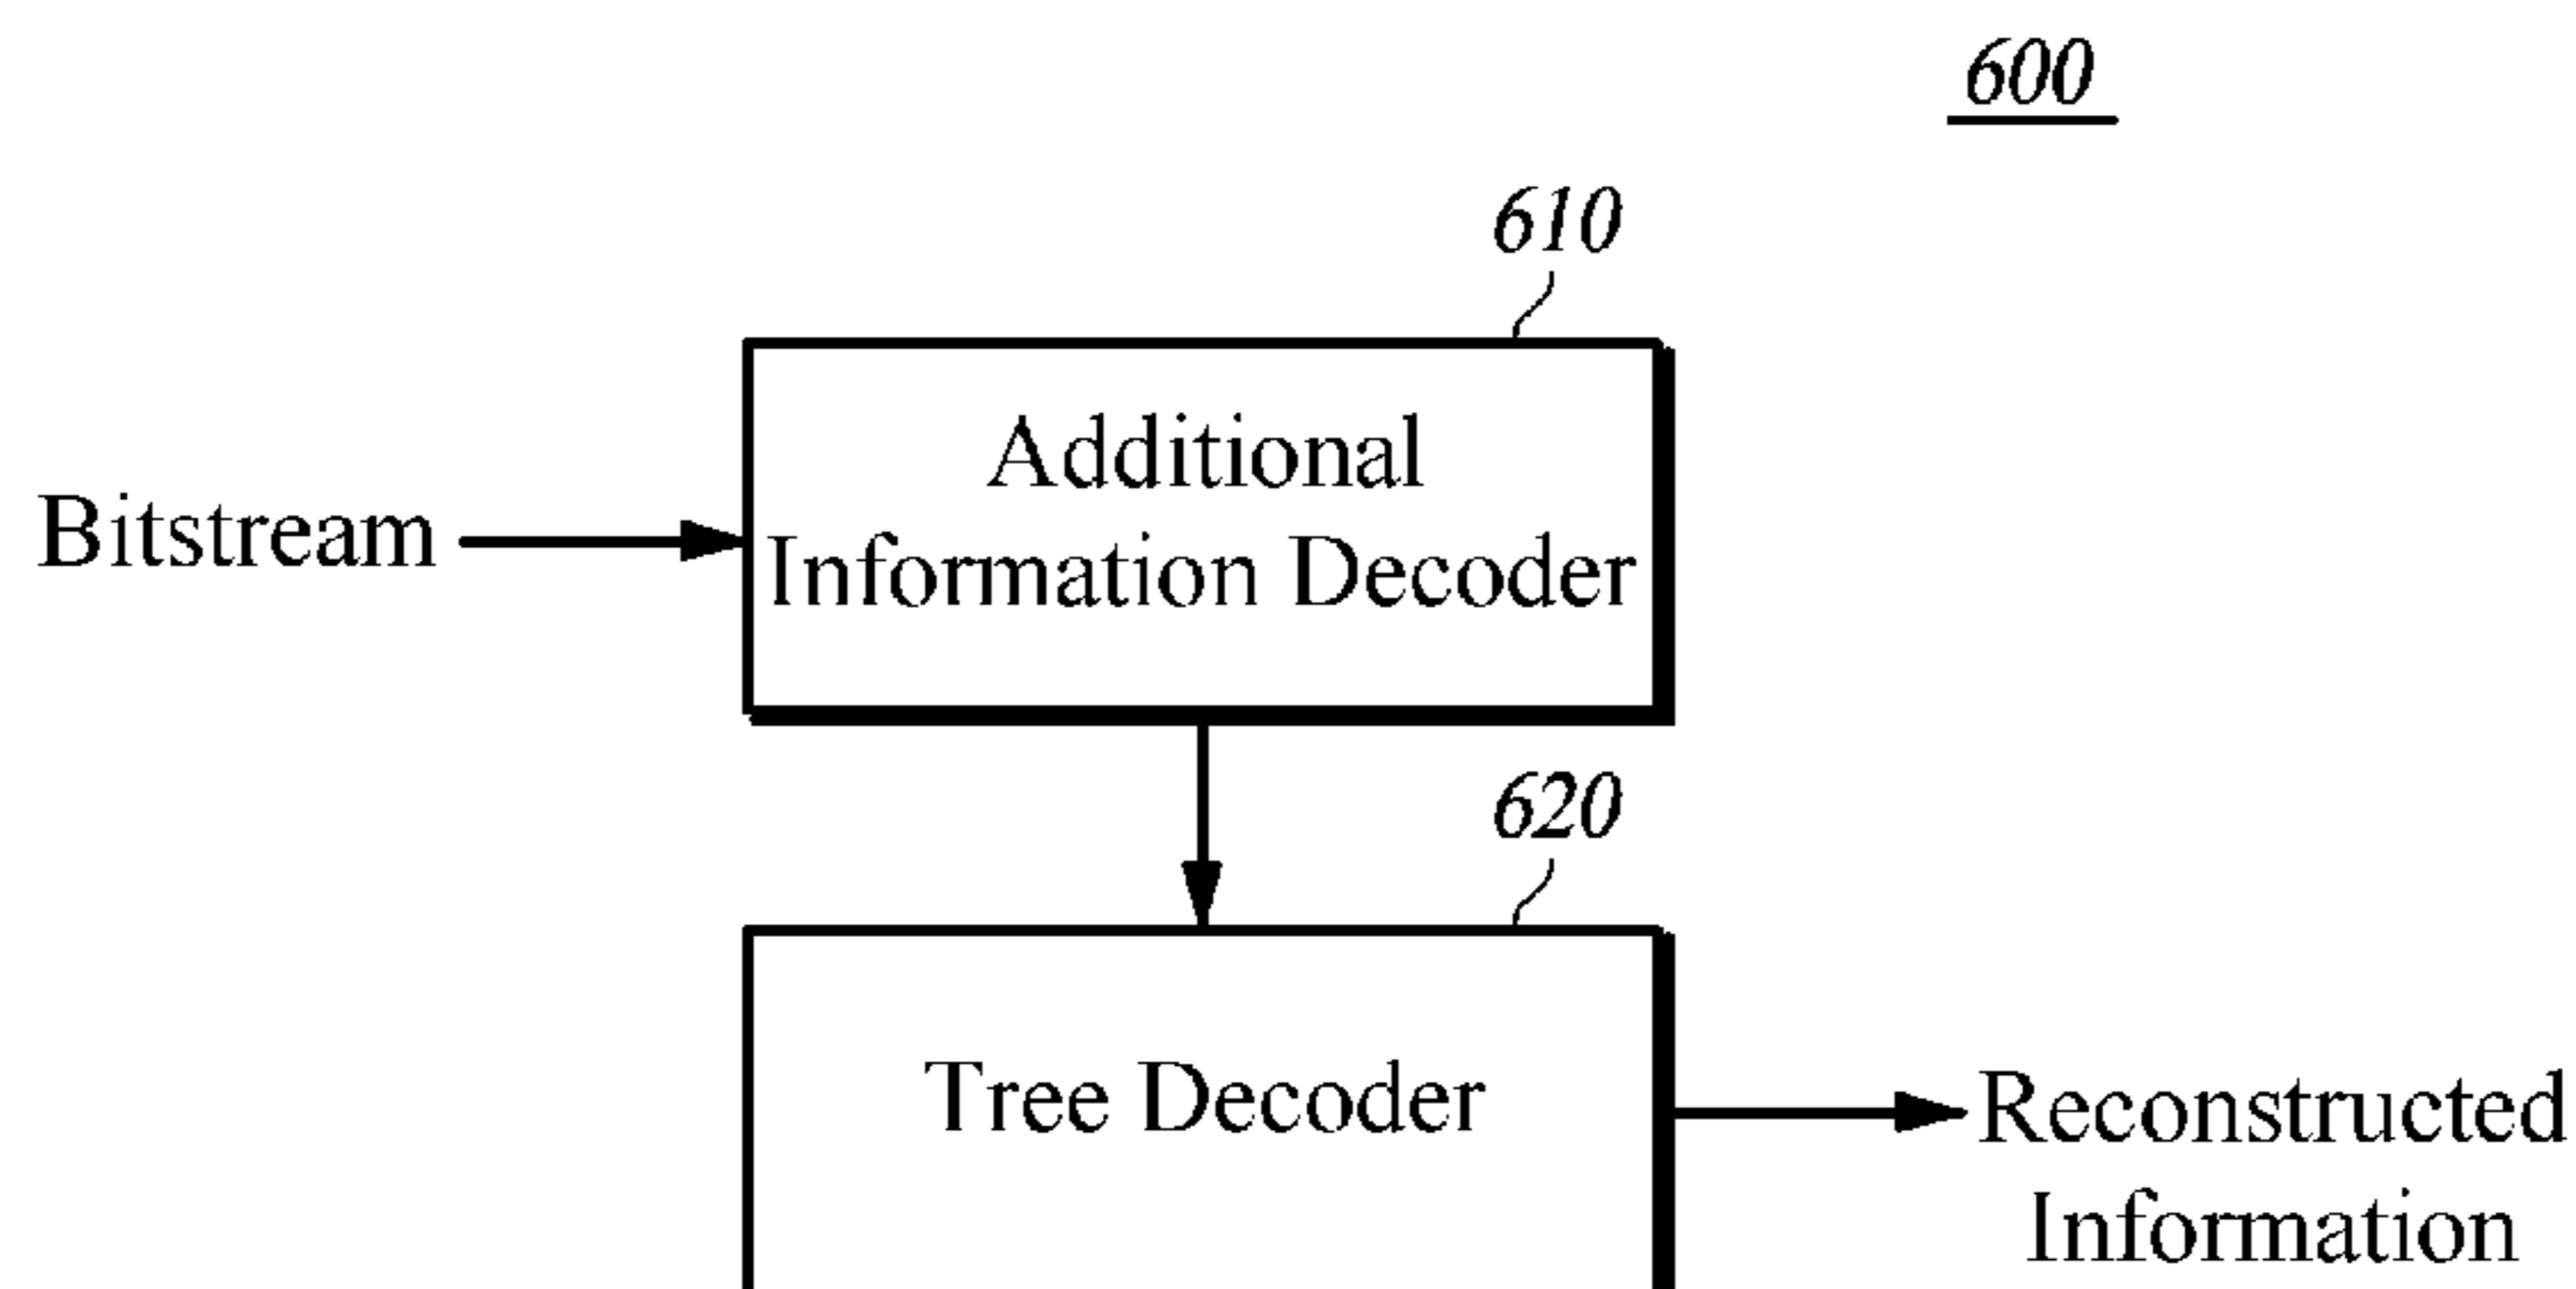 600
610
Additional
Information Decoder
Bitstream
620
Tree Decoder
Reconstructed
Information